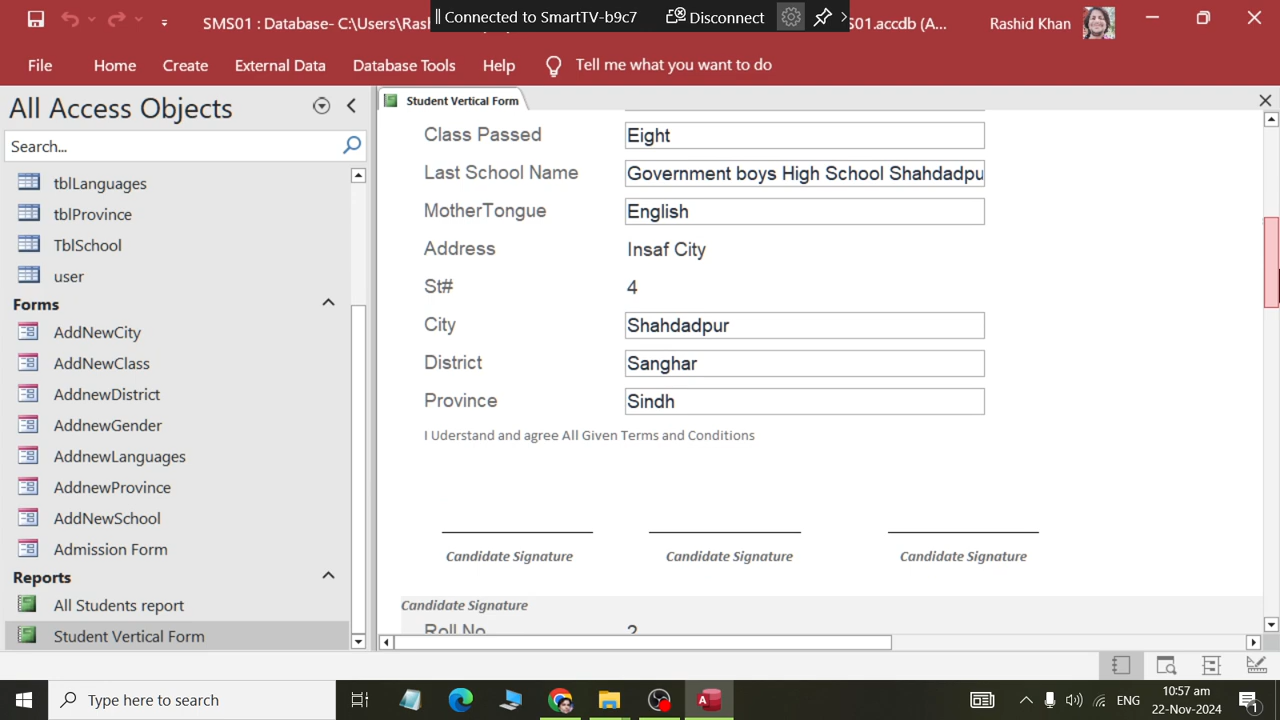 SMS01 : Database- C:\Users\Ras
Connected to SmartTV-b9c7
Disconnect
S01.accdb (A...
Rashid Khan
File
Home
Create
External Data
Database Tools
Help
Tell me what you want to do
All Access Objects
Search...
tblLanguages
tblProvince
TblSchool
user
Forms
AddNewCity
AddNewClass
AddnewDistrict
AddnewGender
AddnewLanguages
AddnewProvince
AddNewSchool
Admission Form
Reports
All Students report
Student Vertical Form
Student Vertical Form
Class Passed Eight
Last School Name Government boys High School Shahdadpu
MotherTongue English
Address Insaf City
St# 4
City Shahdadpur
District Sanghar
Province Sindh
I Uderstand and agree All Given Terms and Conditions
Candidate Signature Candidate Signature Candidate Signature
Candidate Signature
Roll No 2
Type here to search
ENG
10:57 am
22-Nov-2024
1